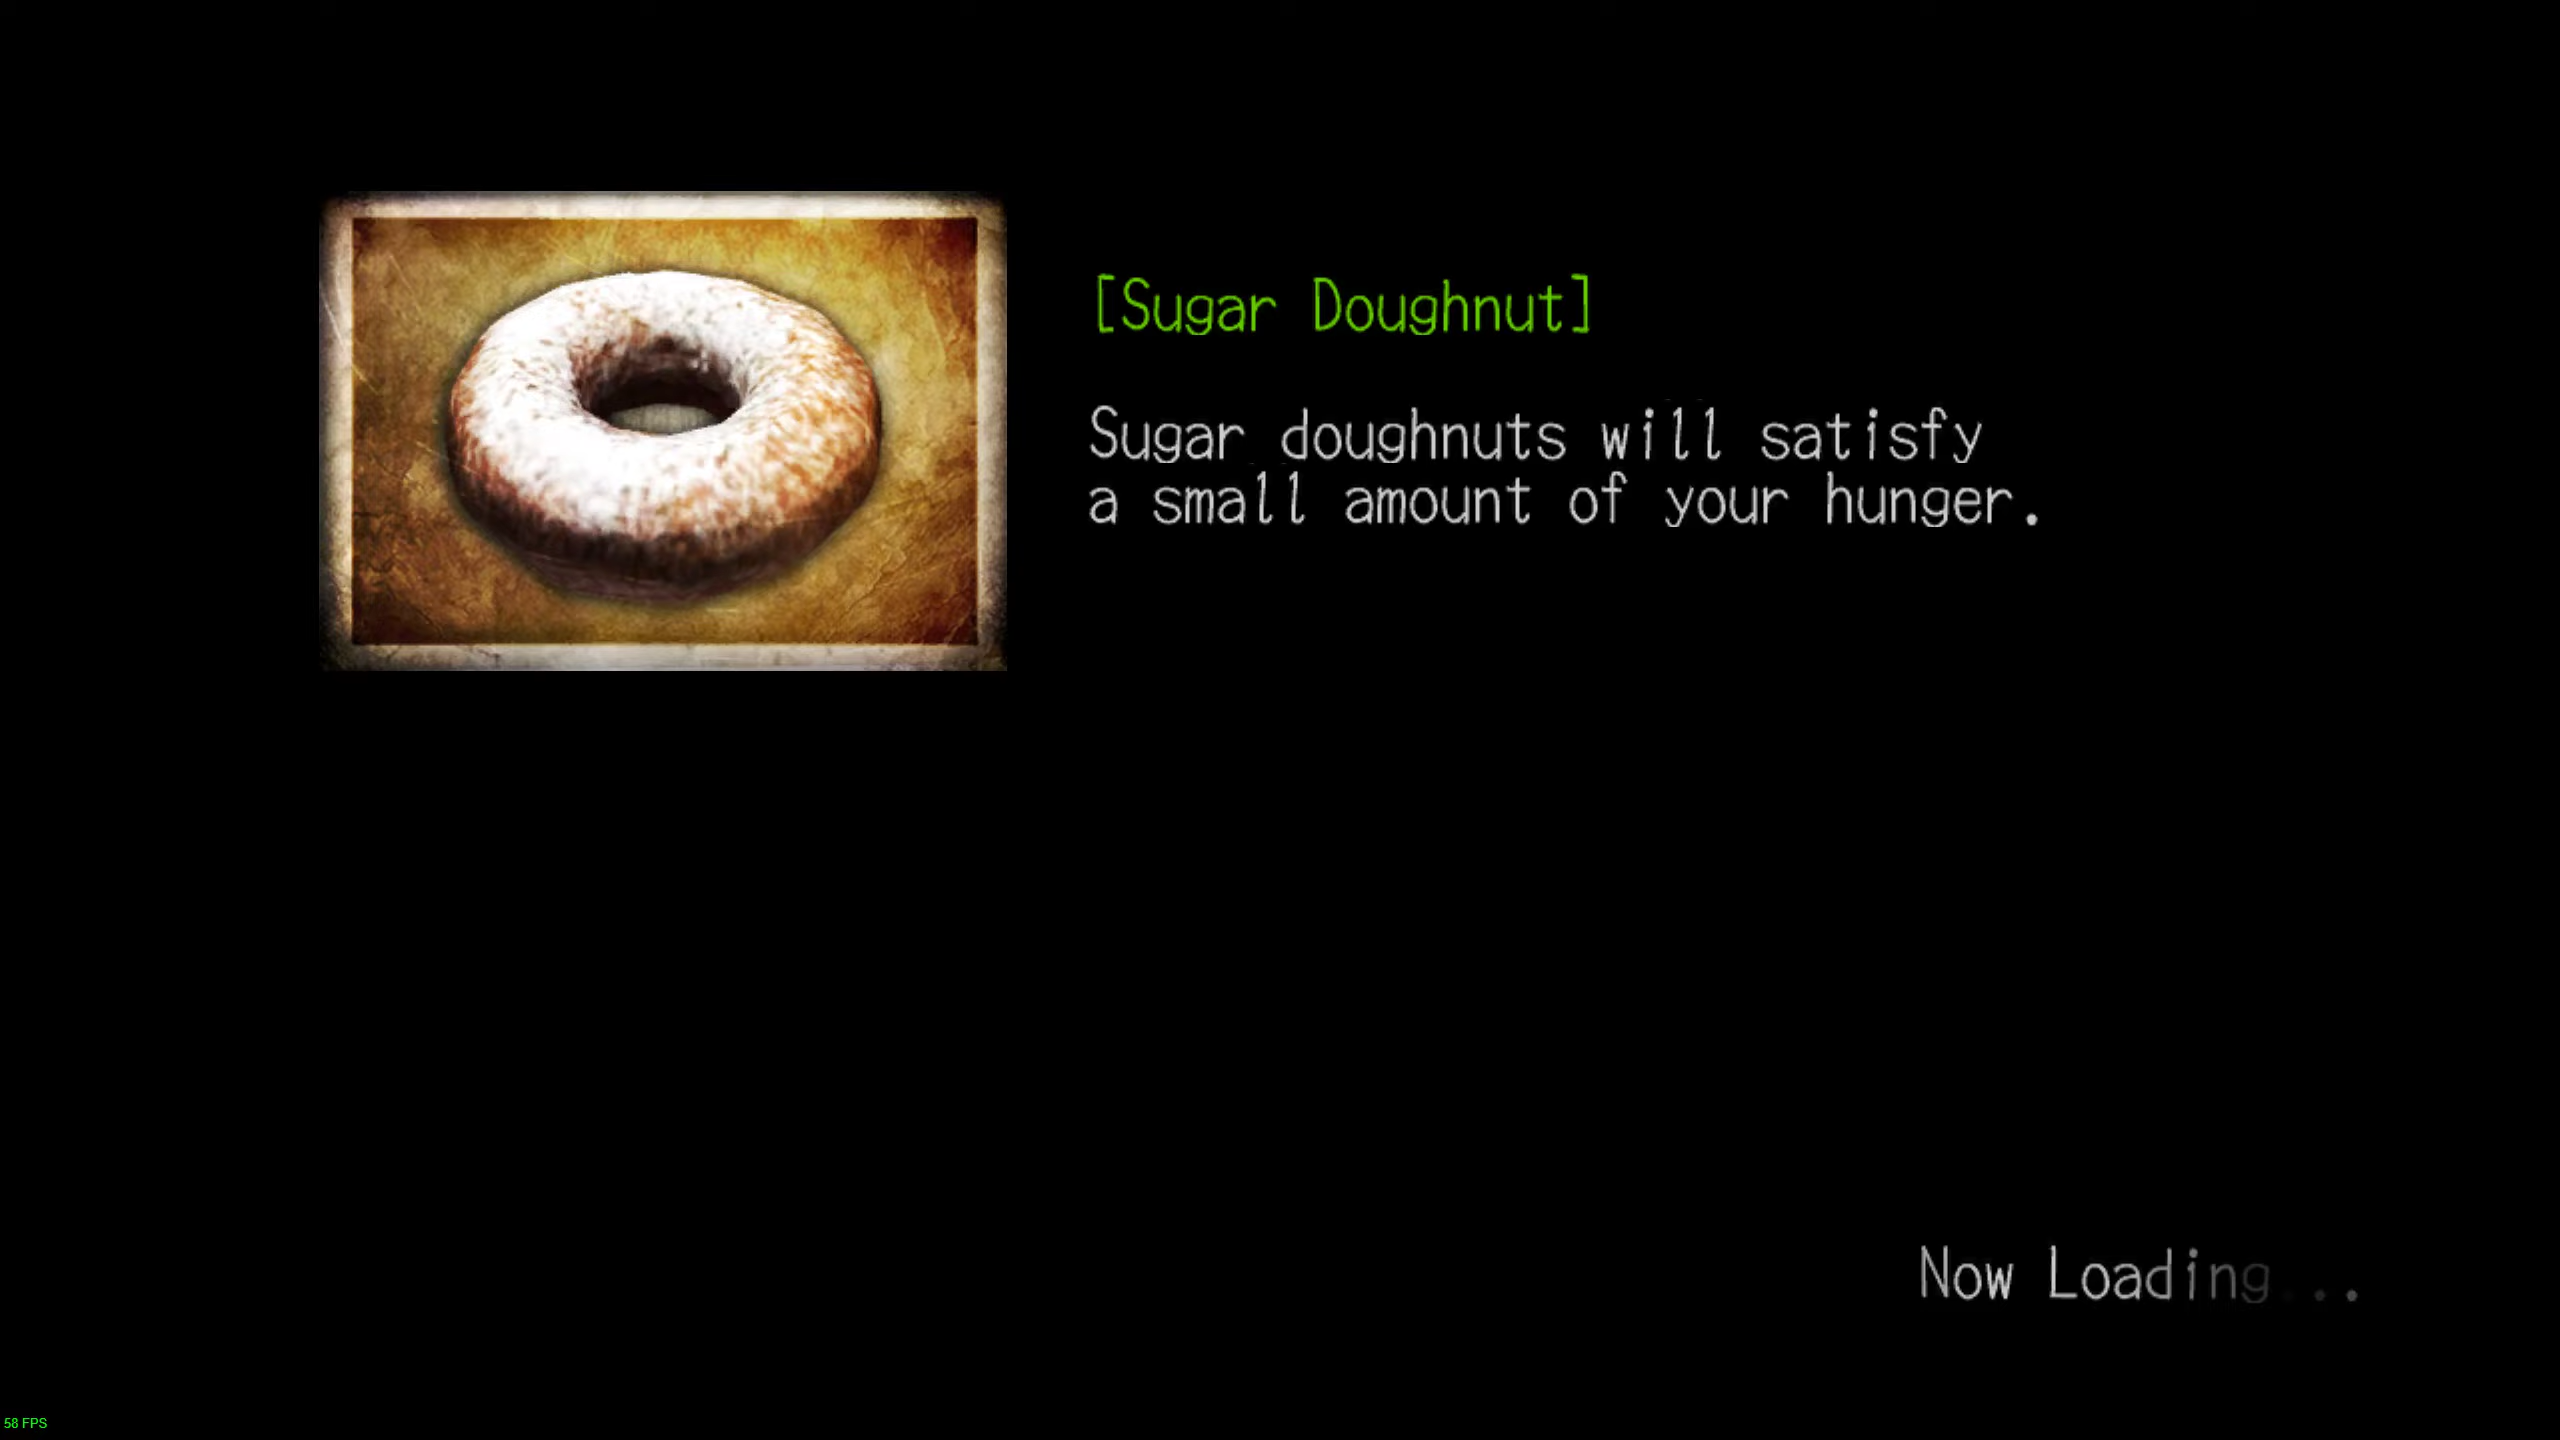 [Sugar Doughnut]
Sugar doughnuts will satisfy
a small amount of your hunger.
Now Loading...
58 FPS